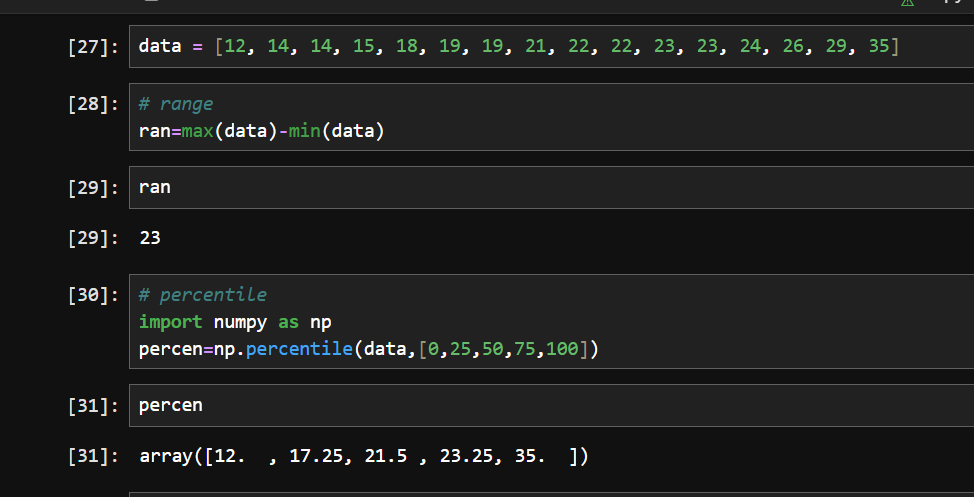 [27]: data = [12, 14, 14, 15, 18, 19, 19, 21, 22, 22, 23, 23, 24, 26, 29, 35]
[28]: # range
ran=max(data)-min(data)
[29]: ran
[29]: 23
[30]: # percentile
import numpy as np
percen=np.percentile(data,[0,25,50,75,100])
[31]: percen
[31]: array([12.  , 17.25, 21.5 , 23.25, 35.  ])